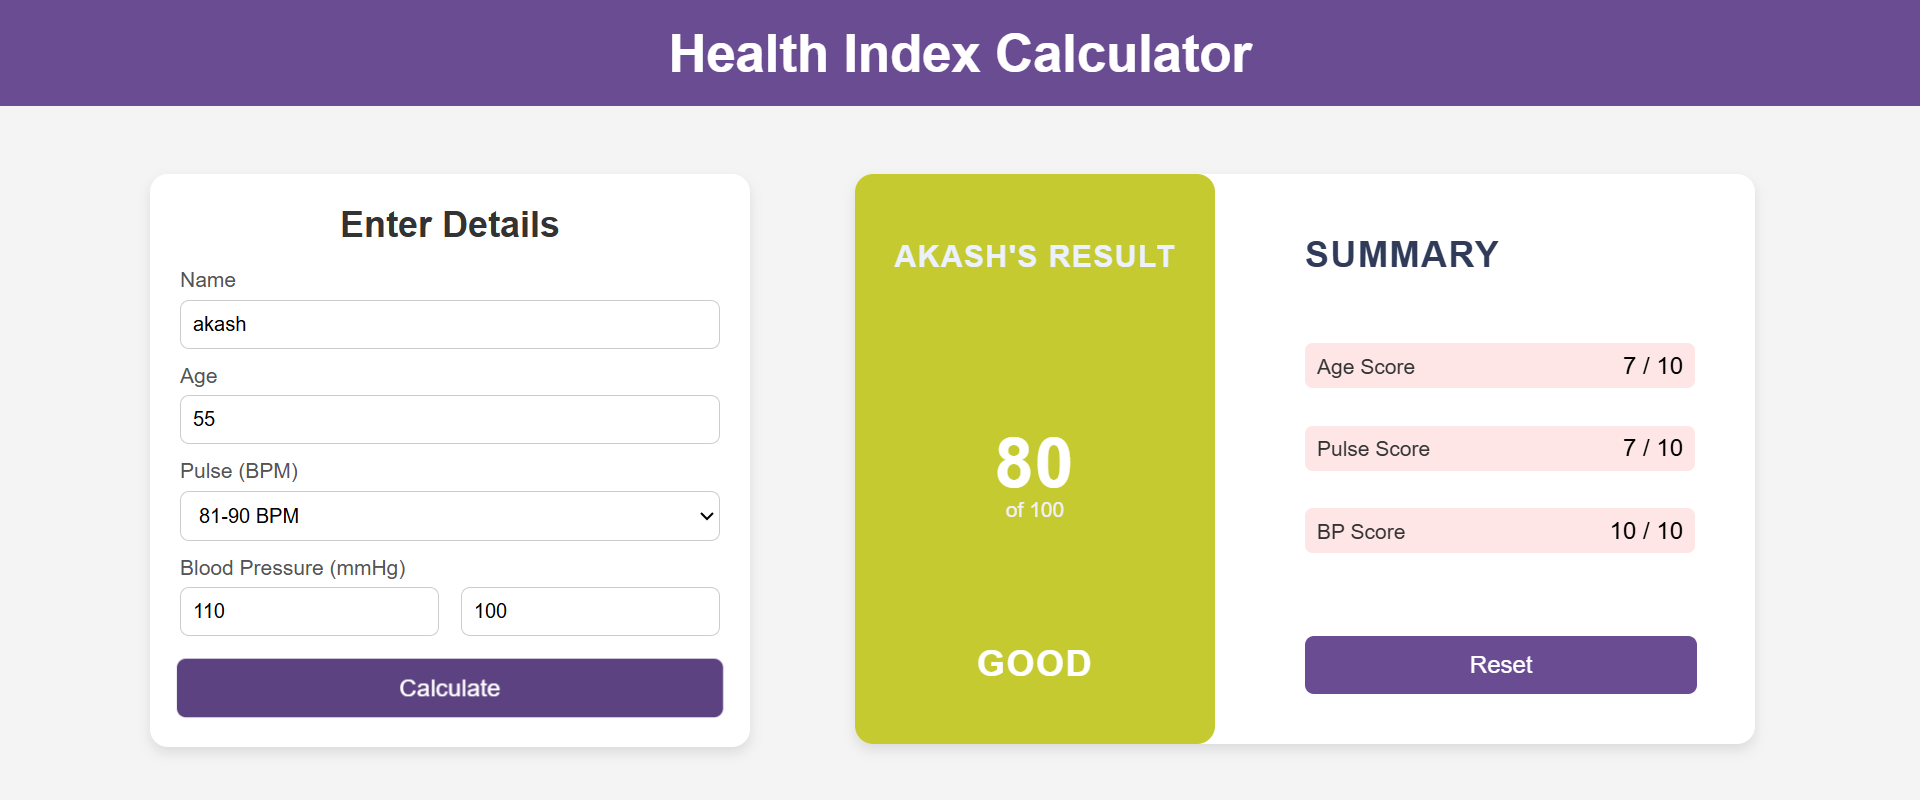 Health Index Calculator
Enter Details
Name
akash
Age
55
Pulse (BPM)
81-90 BPM
Blood Pressure (mmHg)
110 100
Calculate
AKASH'S RESULT
80
of 100
GOOD
SUMMARY
Age Score 7 / 10
Pulse Score 7 / 10
BP Score 10 / 10
Reset